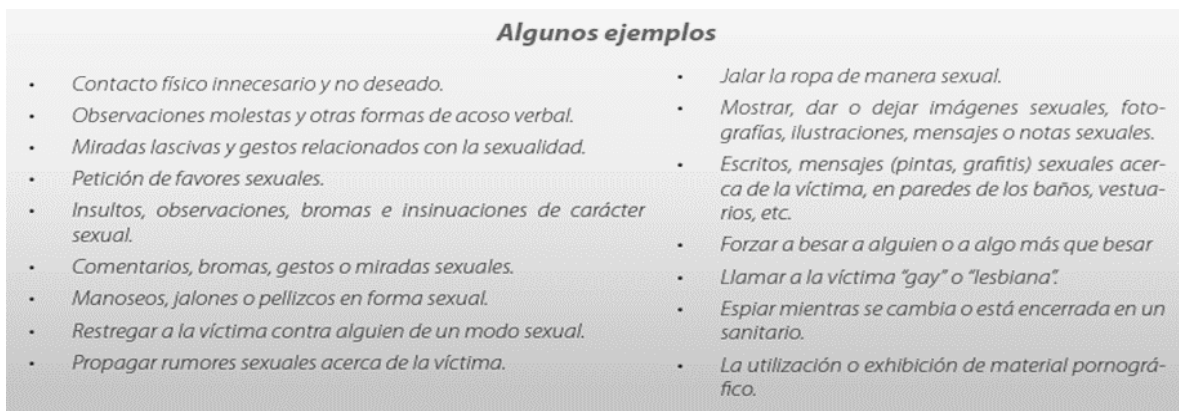 Algunos ejemplos
• Contacto físico innecesario y no deseado.
• Observaciones molestas y otras formas de acoso verbal.
• Miradas lascivas y gestos relacionados con la sexualidad.
• Petición de favores sexuales.
• Insultos, observaciones, bromas e insinuaciones de carácter
sexual.
• Comentarios, bromas, gestos o miradas sexuales.
• Manoseos, jalones o pellizcos en forma sexual.
• Restregar a la víctima contra alguien de un modo sexual.
• Propagar rumores sexuales acerca de la víctima.
• Jalar la ropa de manera sexual.
• Mostrar, dar o dejar imágenes sexuales, foto-
grafías, ilustraciones, mensajes o notas sexuales.
• Escritos, mensajes (pintas, grafitis) sexuales acer-
ca de la víctima, en paredes de los baños, vestua-
rios, etc.
• Forzar a besar a alguien o a algo más que besar
• Llamar a la víctima “gay” o “lesbiana”.
• Espiar mientras se cambia o está encerrada en un
sanitario.
• La utilización o exhibición de material pornográ-
fico.